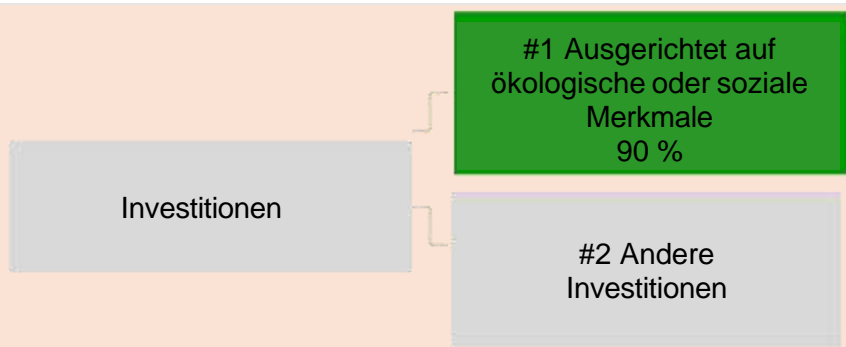 #1 Ausgerichtet auf
ökologische oder soziale
Merkmale
90 %
Investitionen
#2 Andere
Investitionen